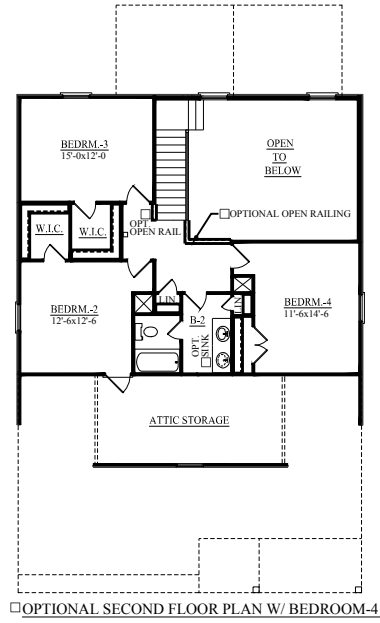 BEDRM.-3
15'-0x12'-0
OPEN
TO
BELOW
W.I.C.
W.I.C.
OPT.
OPEN RAIL
OPTIONAL OPEN RAILING
BEDRM.-2
12'-6x12'-6
LIN
B-2
LIN
BEDRM.-4
11'-6x14'-6
OPT.
SINK
ATTIC STORAGE
OPTIONAL SECOND FLOOR PLAN W/ BEDROOM-4